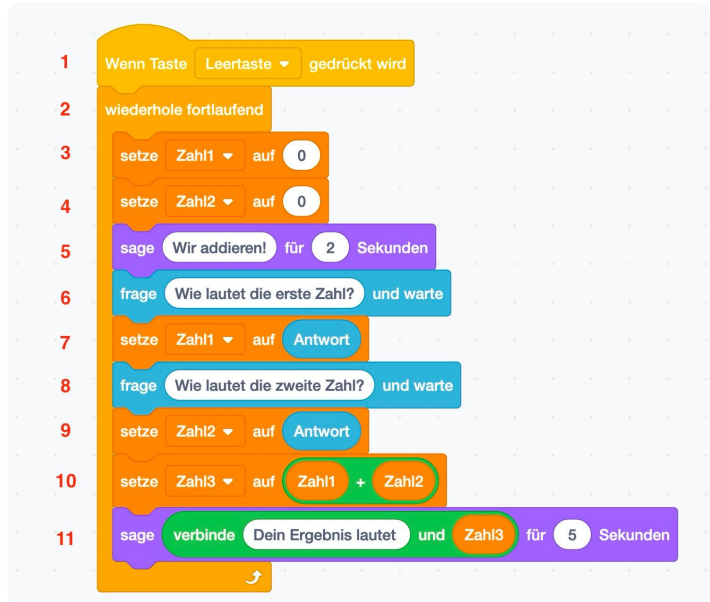 1 Wenn Taste Leertaste gedrückt wird
2 wiederhole fortlaufend
3 setze Zahl1 auf 0
4 setze Zahl2 auf 0
5 sage Wir addieren! für 2 Sekunden
6 frage Wie lautet die erste Zahl? und warte
7 setze Zahl1 auf Antwort
8 frage Wie lautet die zweite Zahl? und warte
9 setze Zahl2 auf Antwort
10 setze Zahl3 auf Zahl1 + Zahl2
11 sage verbinde Dein Ergebnis lautet und Zahl3 für 5 Sekunden